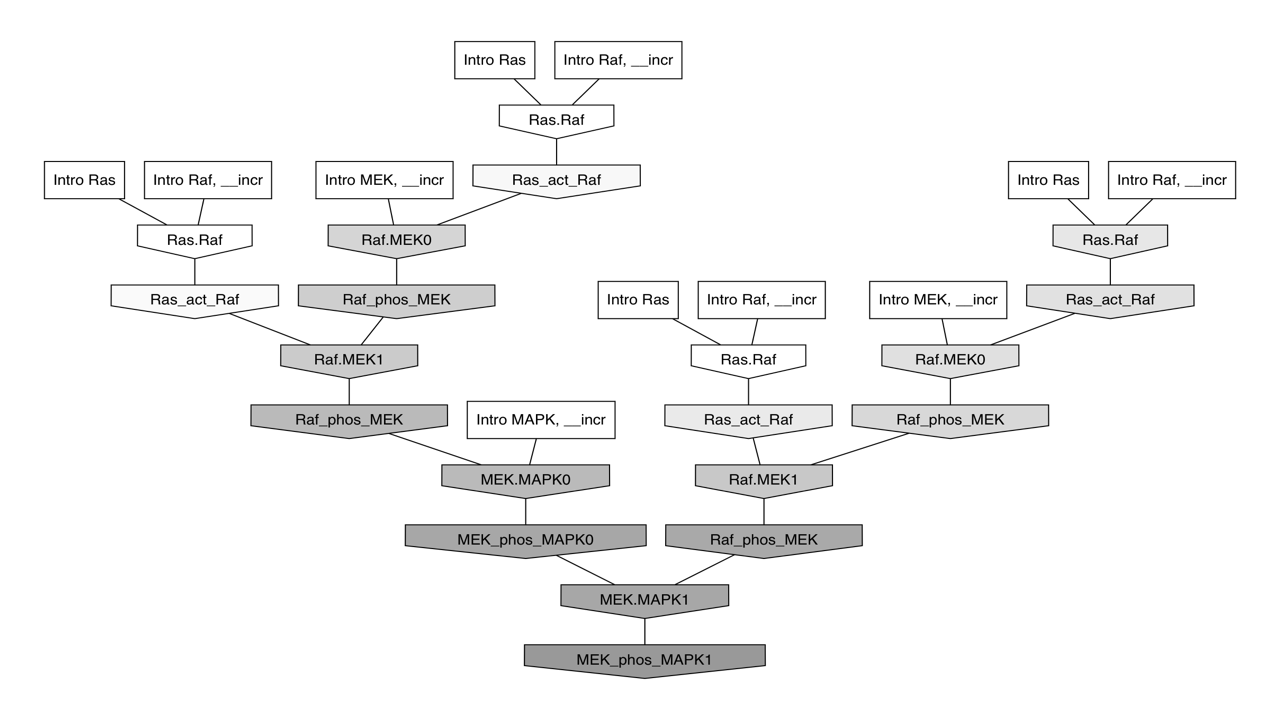 Intro Ras
Intro Raf, __incr
Ras.Raf
Intro Ras
Intro Raf, __incr
Intro MEK, __incr
Ras_act_Raf
Intro Ras
Intro Raf, __incr
Ras.Raf
Raf.MEK0
Ras.Raf
Ras_act_Raf
Raf_phos_MEK
Intro Ras
Intro Raf, __incr
Intro MEK, __incr
Ras_act_Raf
Raf.MEK1
Ras.Raf
Raf.MEK0
Raf_phos_MEK
Intro MAPK, __incr
Ras_act_Raf
Raf_phos_MEK
MEK.MAPK0
Raf.MEK1
MEK_phos_MAPK0
Raf_phos_MEK
MEK.MAPK1
MEK_phos_MAPK1